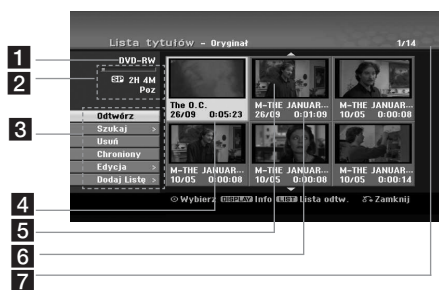 Lista tytułów – Oryginał 1/14
1 DVD-RW
2 SP 2H 4M
Poz
3
Odtwórz
Szukaj >
Usuń
Chroniony
Edycja >
Dodaj Listę >
The O.C.
26/09 0:05:23
M-THE JANUAR...
26/09 0:01:09
M-THE JANUAR...
10/05 0:00:08
M-THE JANUAR...
10/05 0:00:08
M-THE JANUAR...
10/05 0:00:08
M-THE JANUAR...
10/05 0:00:14
Wybierz DISPLAY Info LIST Lista odtw. Zamknij
4
5
6
7